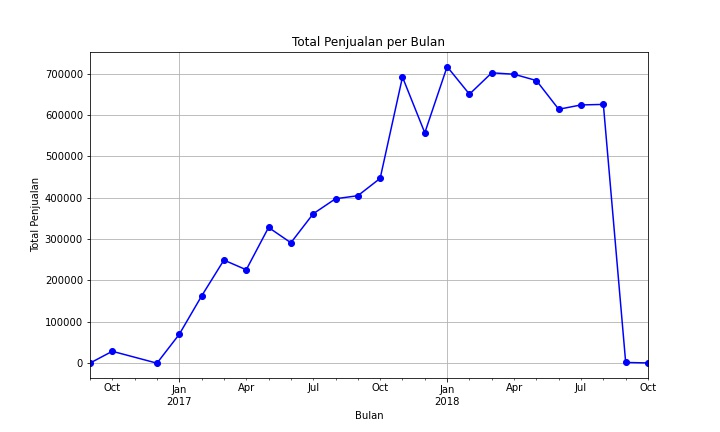 Total Penjualan per Bulan
Total Penjualan
700000
600000
500000
400000
300000
200000
100000
0
Oct Jan Apr Jul Oct Jan Apr Jul Oct
2017 2018
Bulan